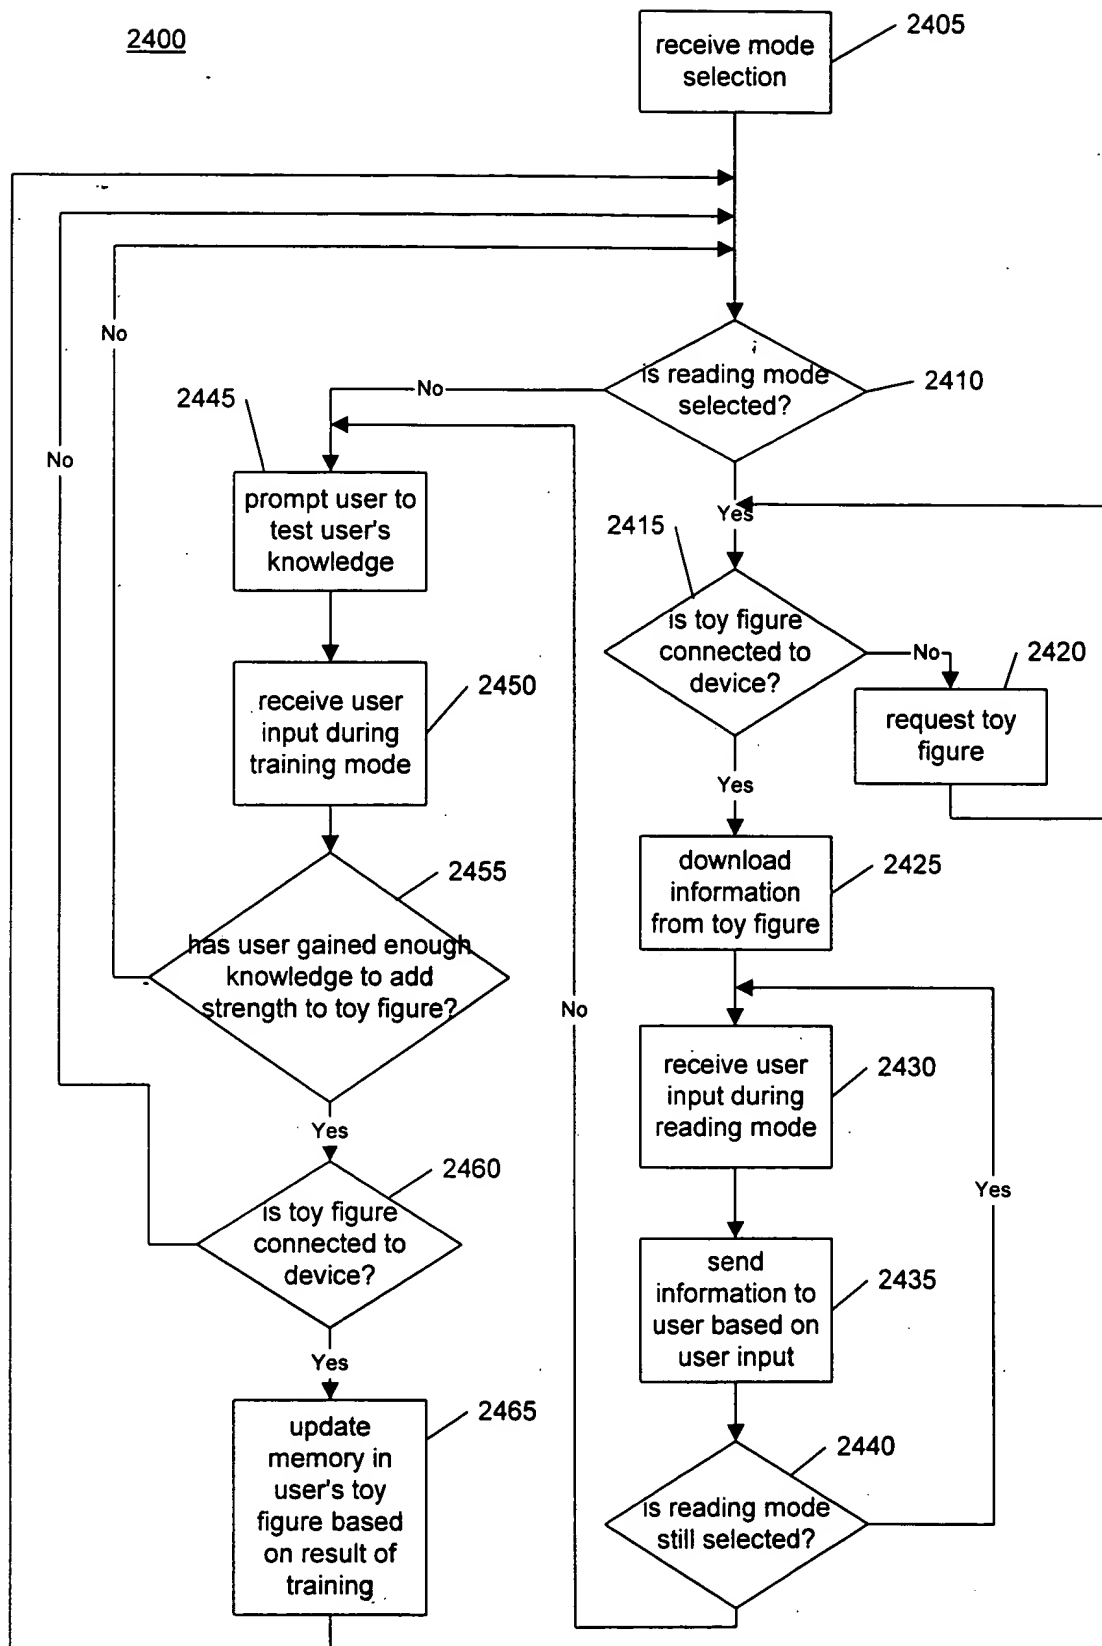 2400
receive mode
selection
2405
No
No
is reading mode
selected?
2410
No
2445
prompt user to
test user's
knowledge
Yes
2415
is toy figure
connected to
device?
No
2420
request toy
figure
receive user
input during
training mode
2450
Yes
download
information
from toy figure
2425
has user gained enough
knowledge to add
strength to toy figure?
2455
No
receive user
input during
reading mode
2430
Yes
Yes
is toy figure
connected to
device?
2460
send
information to
user based on
user input
2435
Yes
update
memory in
user's toy
figure based
on result of
training
2465
is reading mode
still selected?
2440